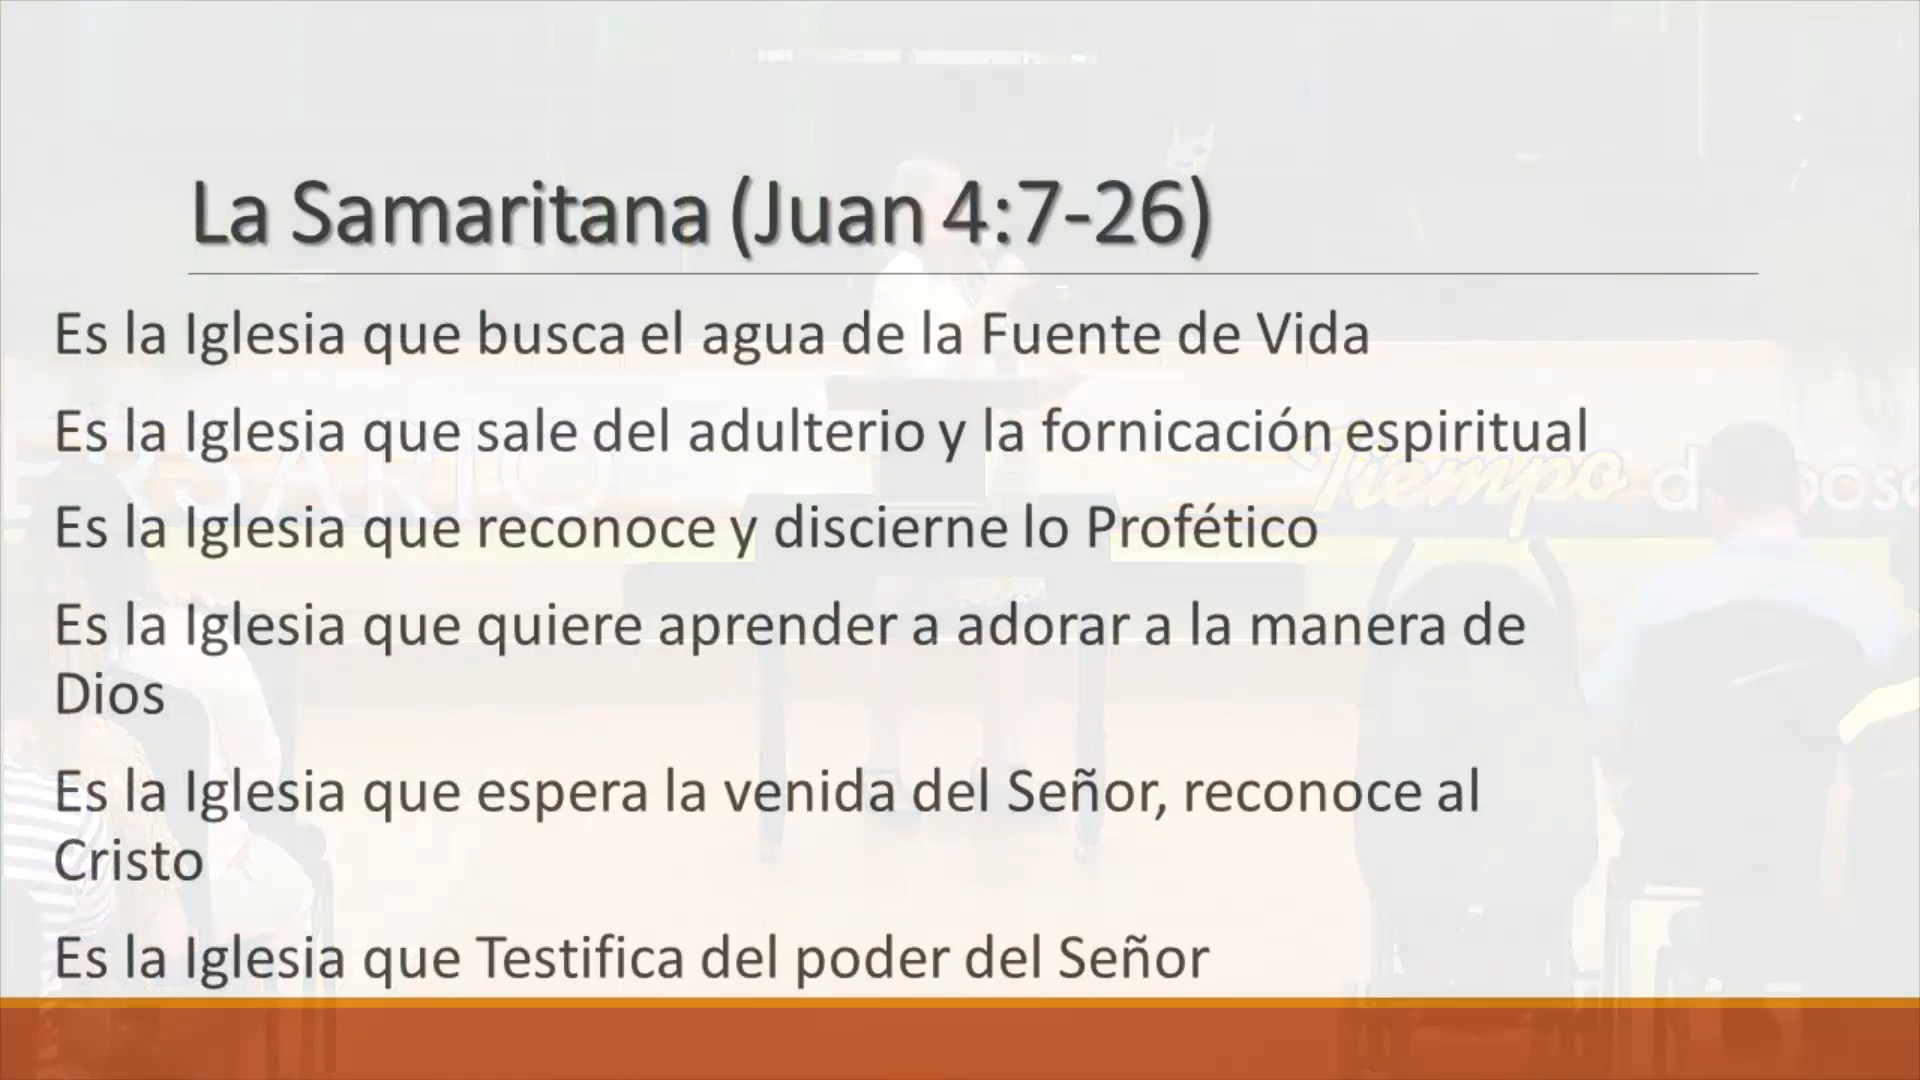 La Samaritana (Juan 4:7-26)
Es la Iglesia que busca el agua de la Fuente de Vida
Es la Iglesia que sale del adulterio y la fornicación espiritual
Es la Iglesia que reconoce y discierne lo Profético
Es la Iglesia que quiere aprender a adorar a la manera de
Dios
Es la Iglesia que espera la venida del Señor, reconoce al
Cristo
Es la Iglesia que Testifica del poder del Señor
Tiempo